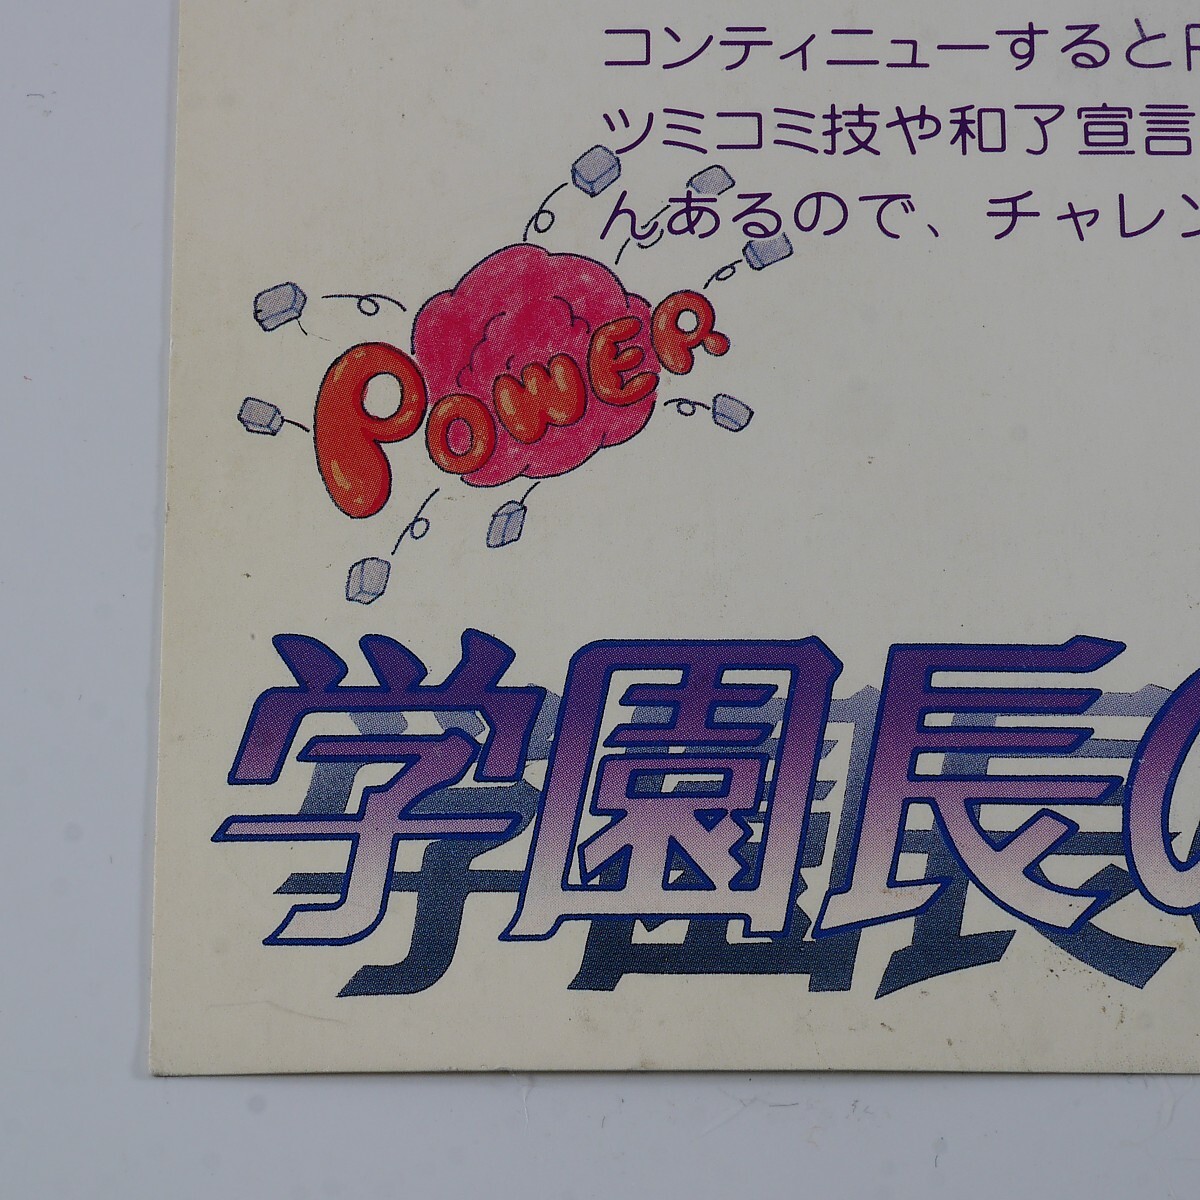 コンティニューすると
ツミコミ技や和了宣言
んあるので、チャレン
POWER
学園長の